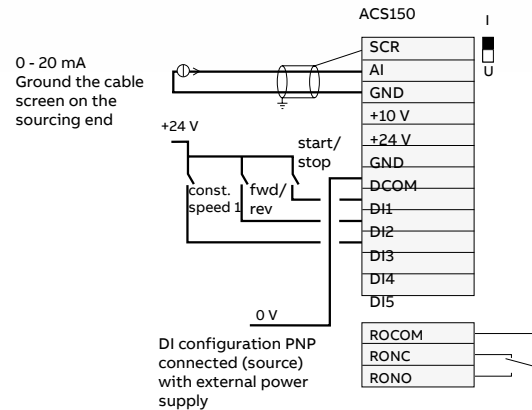 ACS150
I
SCR
U
0 - 20 mA
Ground the cable
screen on the
sourcing end
AI
GND
+10 V
+24 V
+24 V
start/
stop
GND
DCOM
const.
speed 1
fwd/
rev
DI1
DI2
DI3
DI4
DI5
0 V
DI configuration PNP
connected (source)
with external power
supply
ROCOM
RONC
RONO